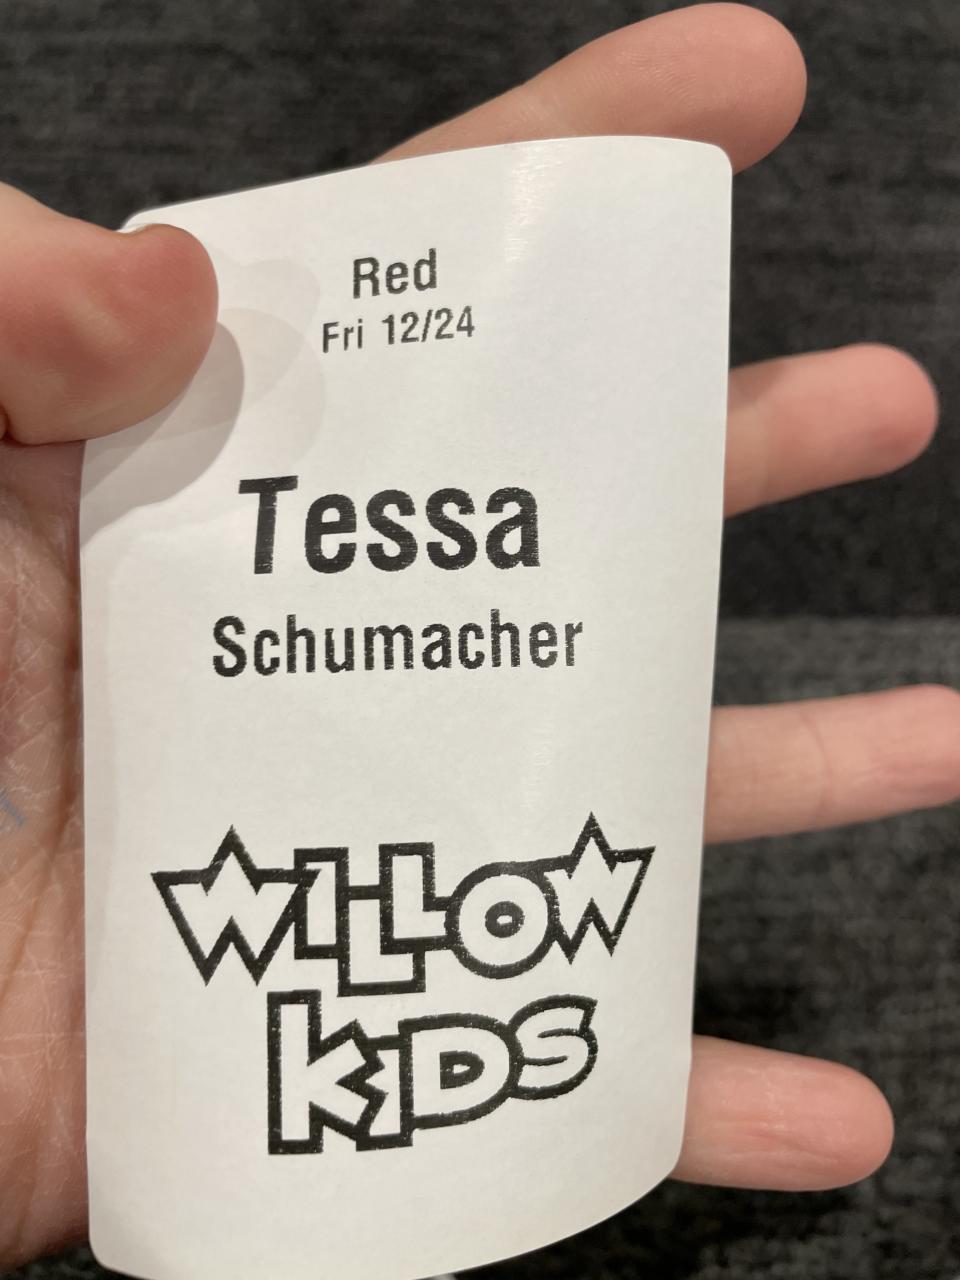 Red
Fri 12/24
Tessa
Schumacher
WILLOW
KIDS